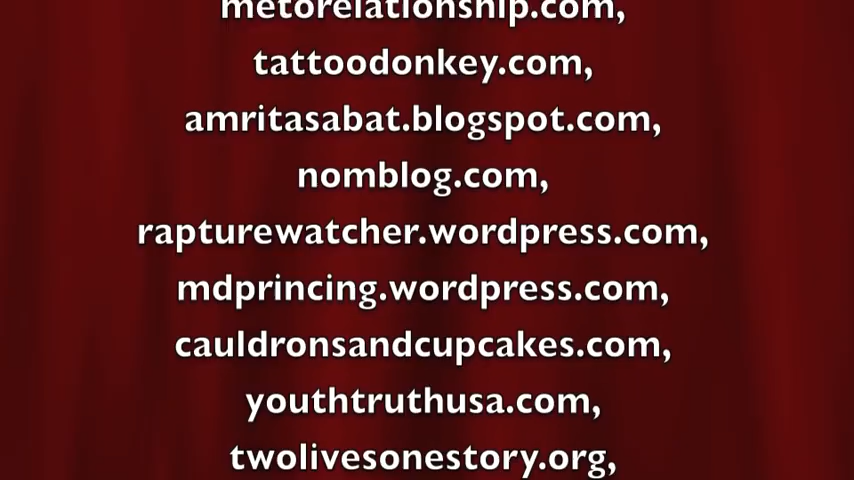 metorelationship.com,
tattoodonkey.com,
amritasabat.blogspot.com,
nomblog.com,
rapturewatcher.wordpress.com,
mdprincing.wordpress.com,
cauldronsandcupcakes.com,
youthtruthusa.com,
twolivesonestory.org,